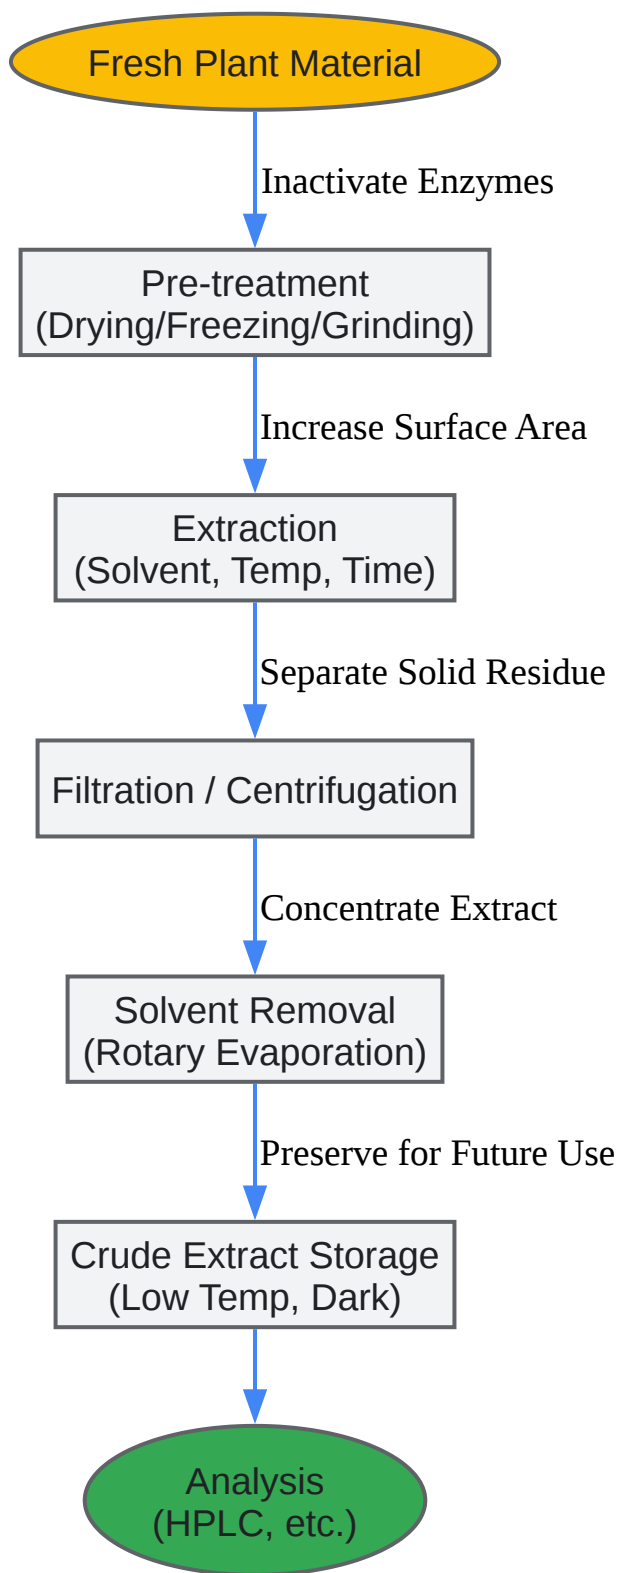 Fresh Plant Material
Inactivate Enzymes
Pre-treatment
(Drying/Freezing/Grinding)
Increase Surface Area
Extraction
(Solvent, Temp, Time)
Separate Solid Residue
Filtration / Centrifugation
Concentrate Extract
Solvent Removal
(Rotary Evaporation)
Preserve for Future Use
Crude Extract Storage
(Low Temp, Dark)
Analysis
(HPLC, etc.)